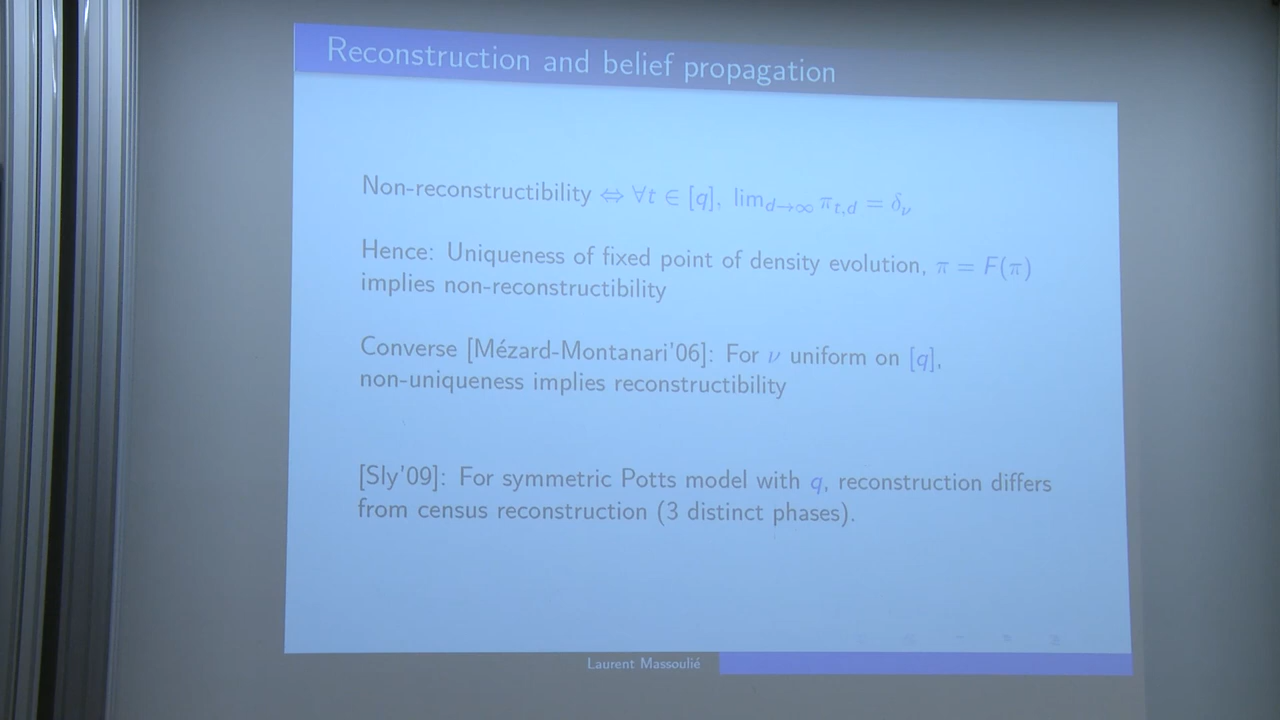 Reconstruction and belief propagation
Non-reconstructibility ⇔ ∀t ∈ [q], lim_{d→∞} π_{t,d} = δ_ν
Hence: Uniqueness of fixed point of density evolution, π = F(π)
implies non-reconstructibility
Converse [Mézard-Montanari'06]: For ν uniform on [q],
non-uniqueness implies reconstructibility
[Sly'09]: For symmetric Potts model with q, reconstruction differs
from census reconstruction (3 distinct phases).
Laurent Massoulié